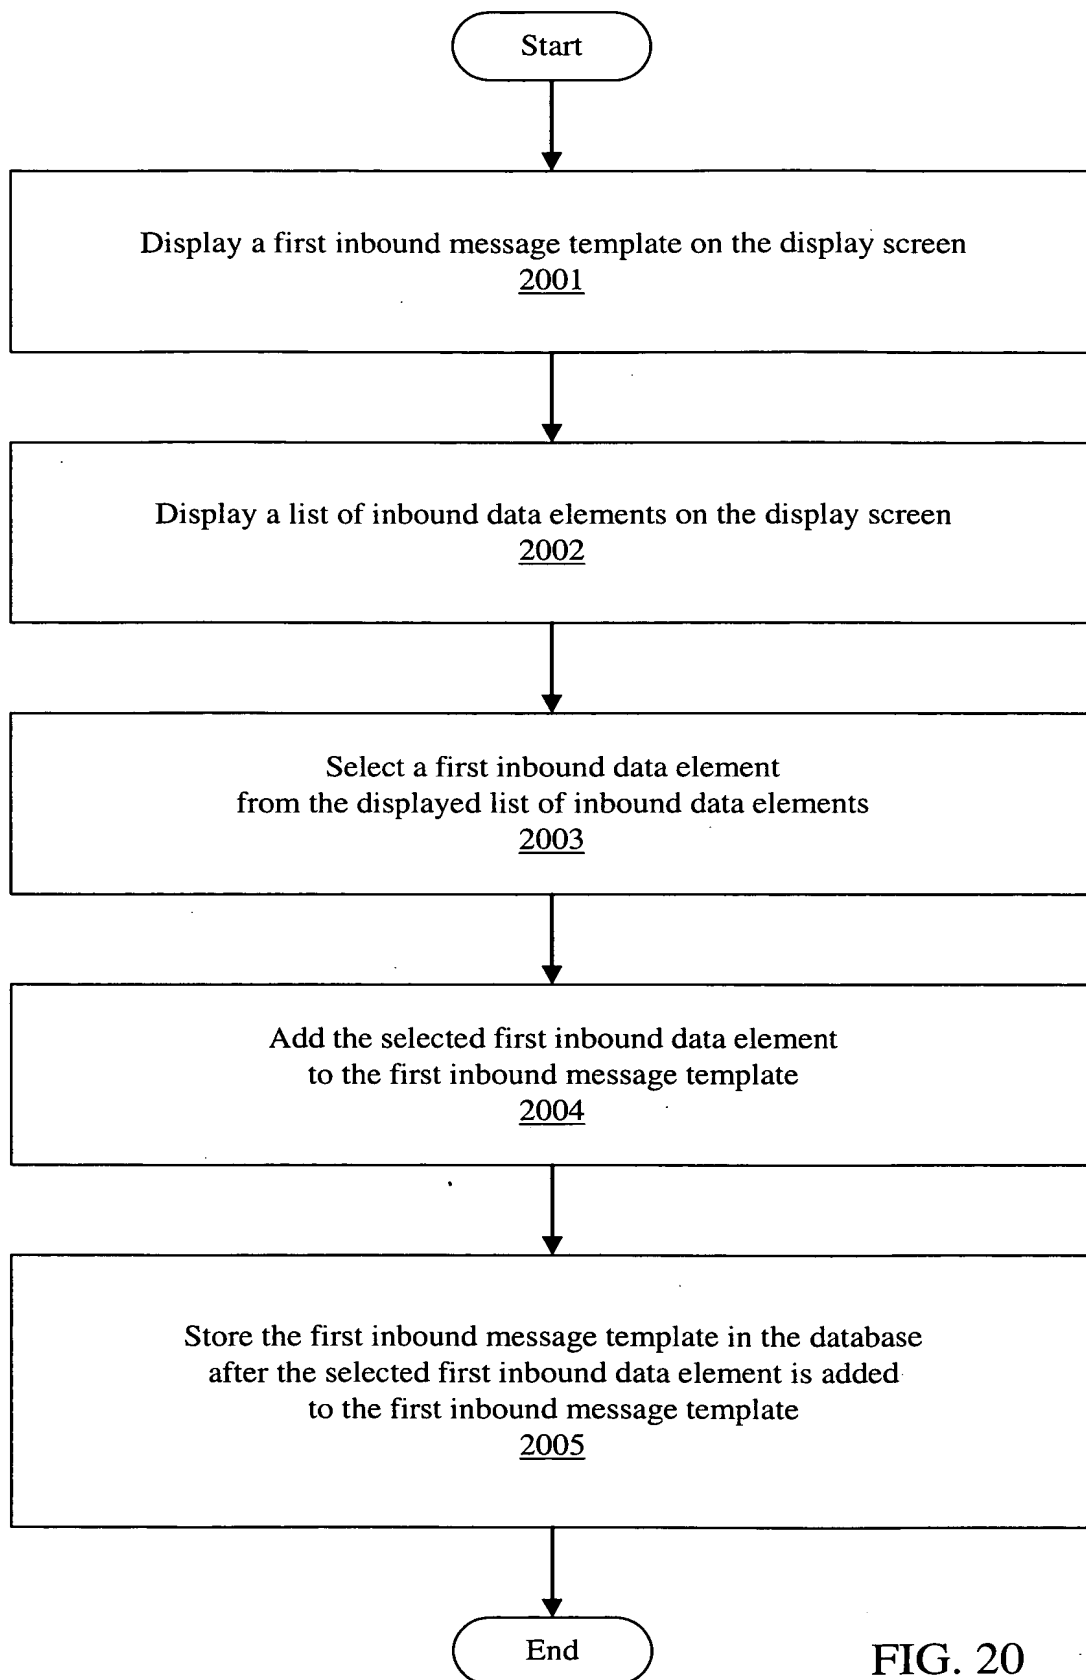 Start
Display a first inbound message template on the display screen
2001
Display a list of inbound data elements on the display screen
2002
Select a first inbound data element
from the displayed list of inbound data elements
2003
Add the selected first inbound data element
to the first inbound message template
2004
Store the first inbound message template in the database
after the selected first inbound data element is added
to the first inbound message template
2005
End
FIG. 20